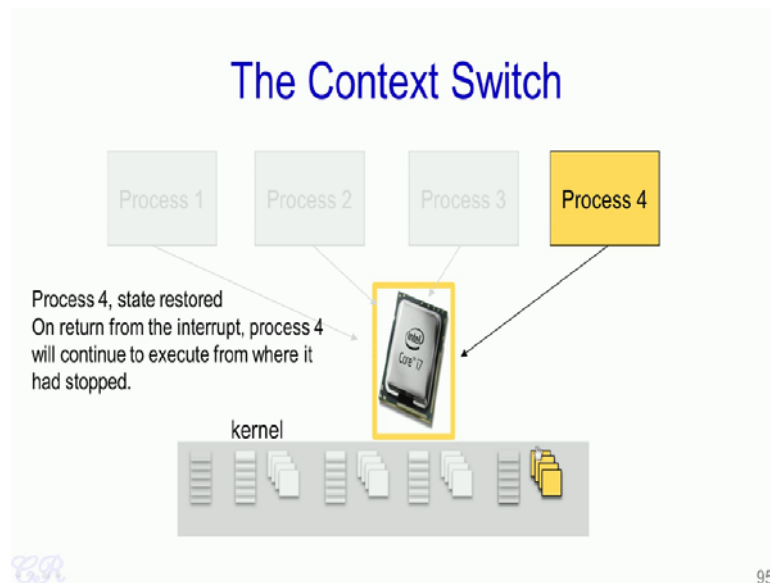 The Context Switch
Process 1
Process 2
Process 3
Process 4
Process 4, state restored
On return from the interrupt, process 4
will continue to execute from where it
had stopped.
intel
Core i7
kernel
CR
95